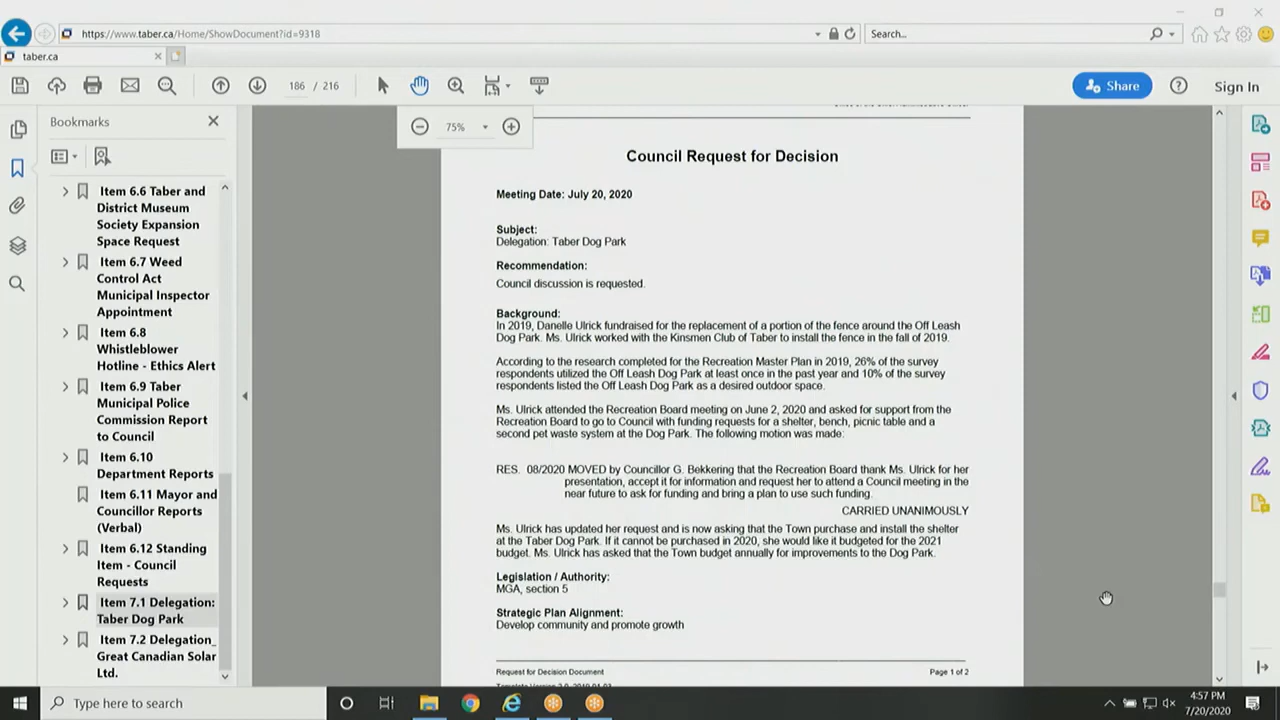 https://www.taber.ca/Home/ShowDocument?id=9318
Search...
taber.ca
186 / 216
Share
Sign In
Bookmarks
75%
Item 6.6 Taber and
District Museum
Society Expansion
Space Request
Item 6.7 Weed
Control Act
Municipal Inspector
Appointment
Item 6.8
Whistleblower
Hotline - Ethics Alert
Item 6.9 Taber
Municipal Police
Commission Report
to Council
Item 6.10
Department Reports
Item 6.11 Mayor and
Councillor Reports
(Verbal)
Item 6.12 Standing
Item - Council
Requests
Item 7.1 Delegation:
Taber Dog Park
Item 7.2 Delegation_
Great Canadian Solar
Ltd.
Council Request for Decision
Meeting Date: July 20, 2020
Subject:
Delegation: Taber Dog Park
Recommendation:
Council discussion is requested.
Background:
In 2019, Danelle Ulrick fundraised for the replacement of a portion of the fence around the Off Leash
Dog Park. Ms. Ulrick worked with the Kinsmen Club of Taber to install the fence in the fall of 2019.
According to the research completed for the Recreation Master Plan in 2019, 26% of the survey
respondents utilized the Off Leash Dog Park at least once in the past year and 10% of the survey
respondents listed the Off Leash Dog Park as a desired outdoor space.
Ms. Ulrick attended the Recreation Board meeting on June 2, 2020 and asked for support from the
Recreation Board to go to Council with funding requests for a shelter, bench, picnic table and a
second pet waste system at the Dog Park. The following motion was made:
RES. 08/2020 MOVED by Councillor G. Bekkering that the Recreation Board thank Ms. Ulrick for her
presentation, accept it for information and request her to attend a Council meeting in the
near future to ask for funding and bring a plan to use such funding.
CARRIED UNANIMOUSLY
Ms. Ulrick has updated her request and is now asking that the Town purchase and install the shelter
at the Taber Dog Park. If it cannot be purchased in 2020, she would like it budgeted for the 2021
budget. Ms. Ulrick has asked that the Town budget annually for improvements to the Dog Park.
Legislation / Authority:
MGA, section 5
Strategic Plan Alignment:
Develop community and promote growth
Request for Decision Document
Page 1 of 2
Type here to search
4:57 PM
7/20/2020